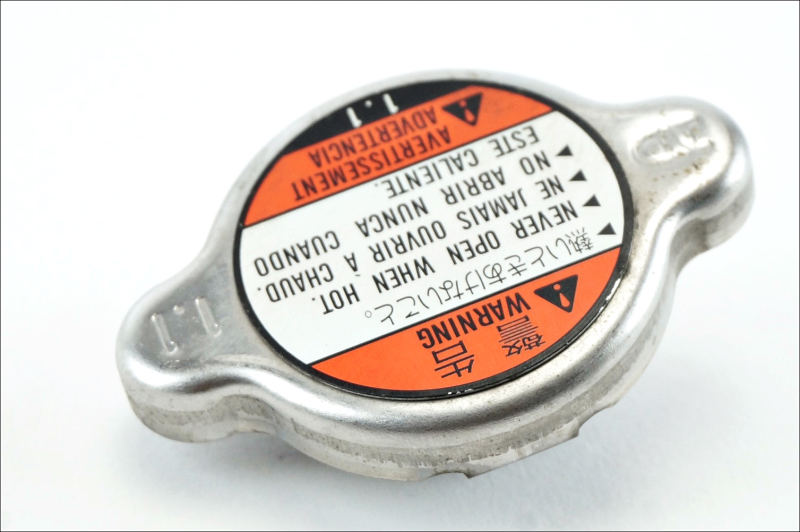 警告
WARNING
熱いときあけないこと。
NEVER OPEN WHEN HOT.
NE JAMAIS OUVRIR À CHAUD.
NO ABRIR NUNCA CUANDO
ESTE CALIENTE.
AVERTISSEMENT
ADVERTENCIA
1.1
1.1